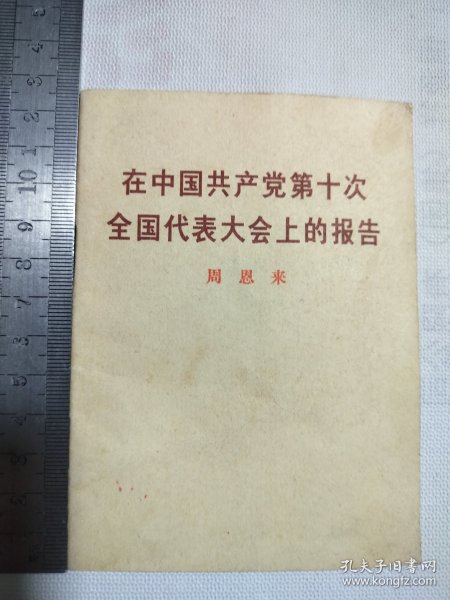 在中国共产党第十次
全国代表大会上的报告
周恩来
10
孔夫子旧书网
www.kongfz.com